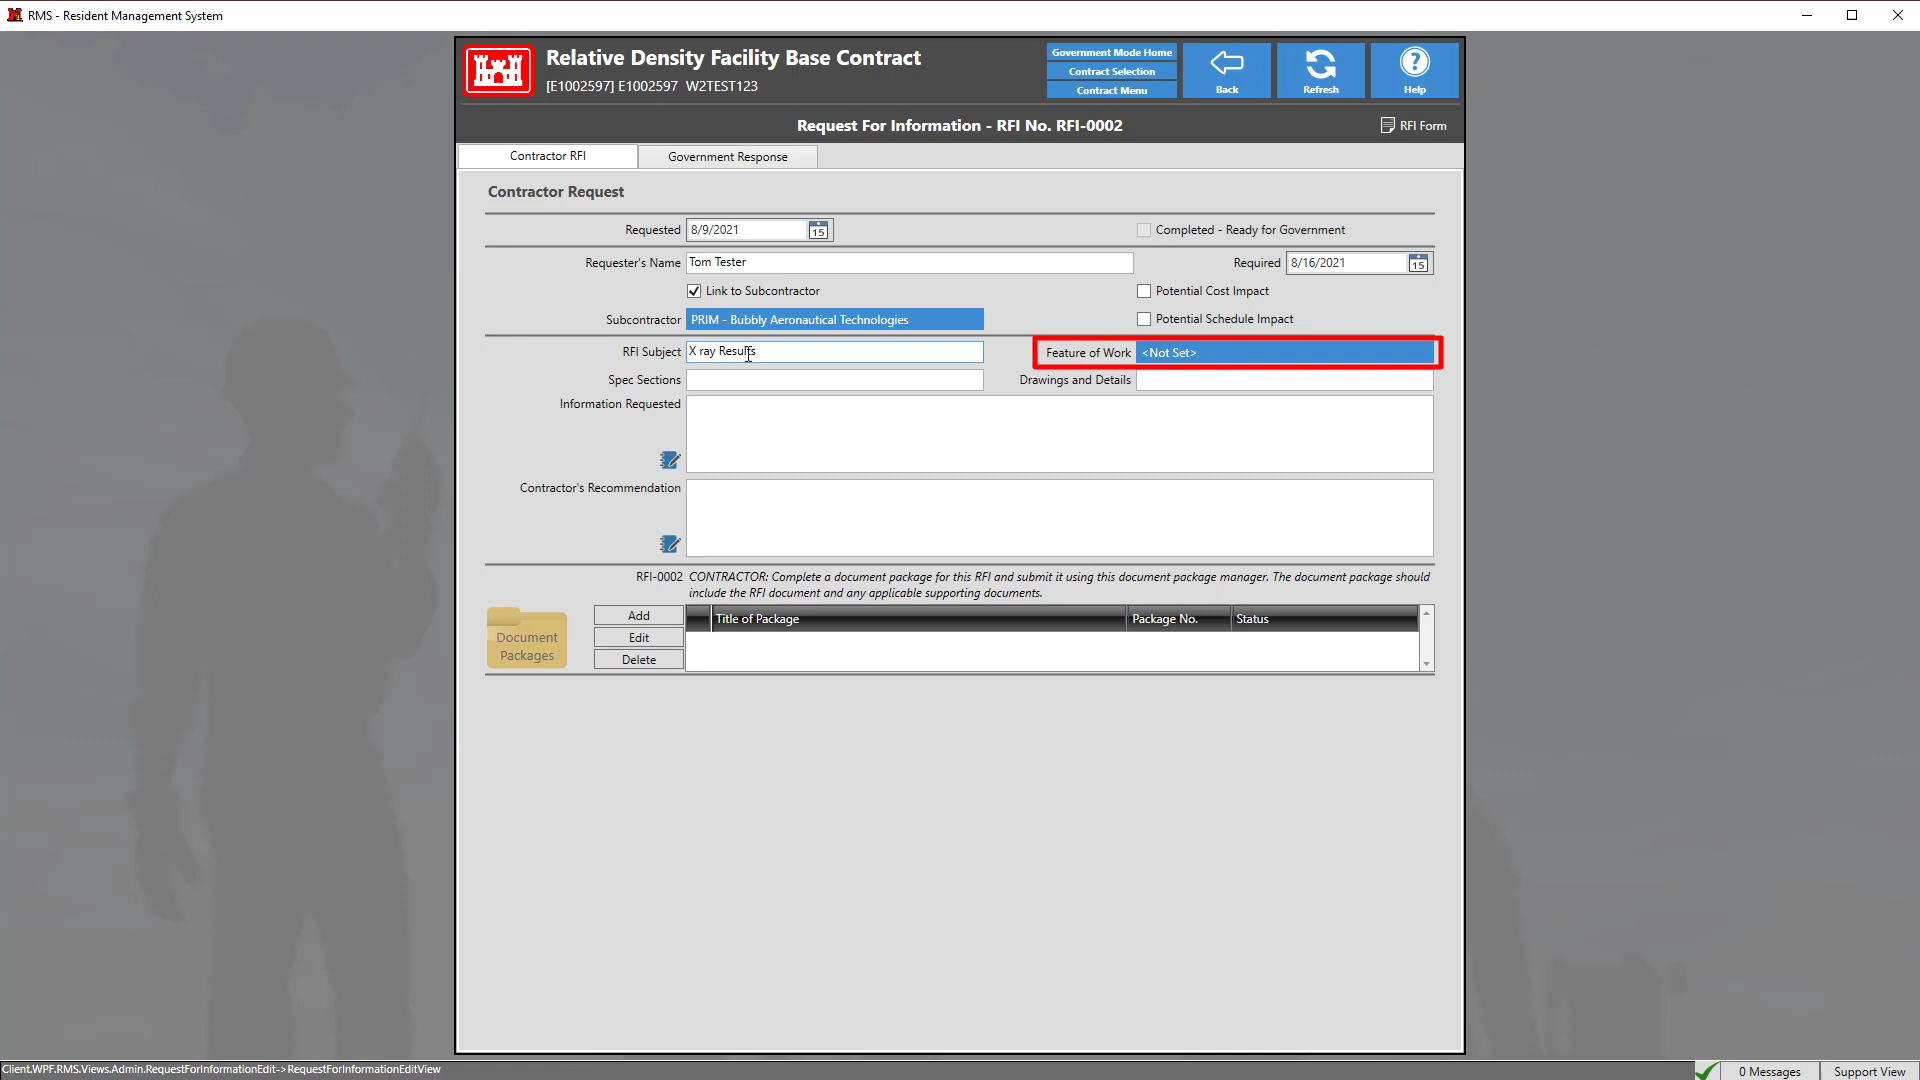 RMS - Resident Management System
Relative Density Facility Base Contract
[E1002597] E1002597 W2TEST123
Government Mode Home
Contract Selection
Contract Menu
Back
Refresh
Help
Request For Information - RFI No. RFI-0002
RFI Form
Contractor RFI
Government Response
Contractor Request
Requested 8/9/2021 15
Completed - Ready for Government
Requester's Name Tom Tester
Required 8/16/2021 15
Link to Subcontractor
Potential Cost Impact
Subcontractor PRIM - Bubbly Aeronautical Technologies
Potential Schedule Impact
RFI Subject X ray Results
Feature of Work <Not Set>
Spec Sections
Drawings and Details
Information Requested
Contractor's Recommendation
RFI-0002 CONTRACTOR: Complete a document package for this RFI and submit it using this document package manager. The document package should
include the RFI document and any applicable supporting documents.
Document
Packages
Add
Edit
Delete
Title of Package
Package No.
Status
Client.WPF.RMS.Views.Admin.RequestForInformationEdit->RequestForInformationEditView
0 Messages
Support View